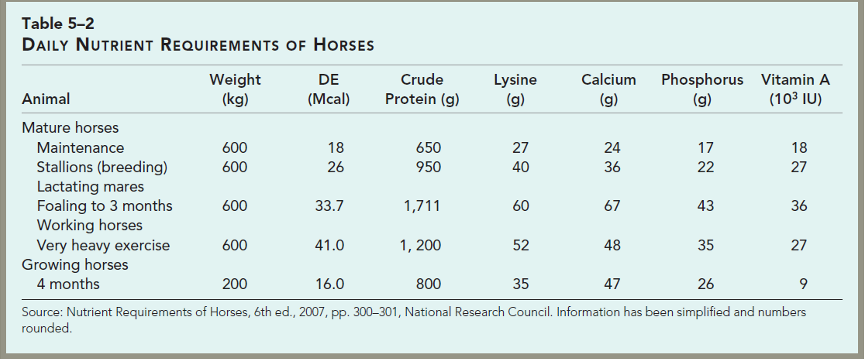 Table 5–2
DAILY NUTRIENT REQUIREMENTS OF HORSES
Animal Weight (kg) DE (Mcal) Crude Protein (g) Lysine (g) Calcium (g) Phosphorus (g) Vitamin A (10³ IU)
Mature horses
Maintenance 600 18 650 27 24 17 18
Stallions (breeding) 600 26 950 40 36 22 27
Lactating mares
Foaling to 3 months 600 33.7 1,711 60 67 43 36
Working horses
Very heavy exercise 600 41.0 1, 200 52 48 35 27
Growing horses
4 months 200 16.0 800 35 47 26 9
Source: Nutrient Requirements of Horses, 6th ed., 2007, pp. 300–301, National Research Council. Information has been simplified and numbers
rounded.